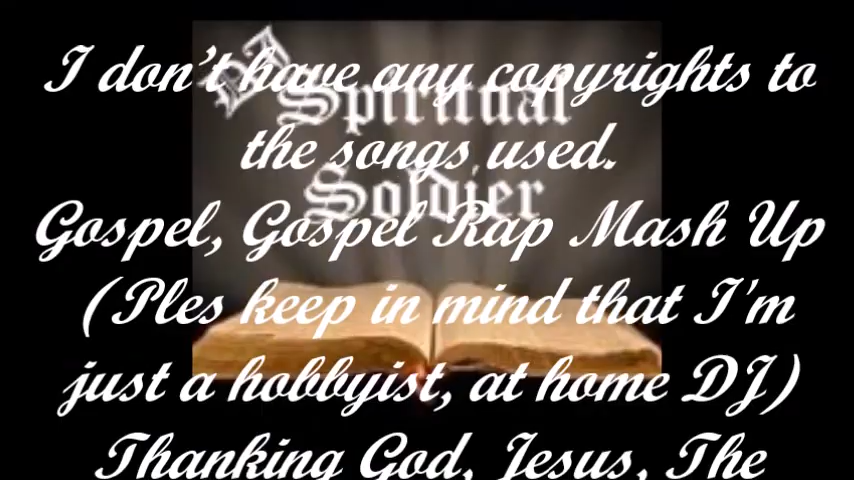 I don't have any copyrights to
the songs used.
Gospel, Gospel Rap Mash Up
(Ples keep in mind that I'm
just a hobbyist, at home DJ)
Thanking God, Jesus, The
DJ
Spiritual
Soldier